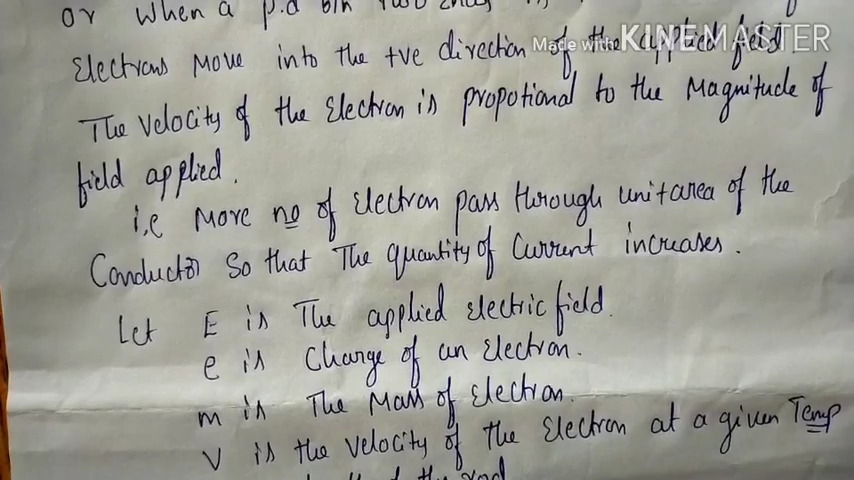 or when a p.d b/n two ends
Made with KINEMASTER
Electrons move into the +ve direction of the applied field
The velocity of the Electron is propotional to the Magnitude of
field applied.
i,e More no of Electron pass through unit area of the
Conductor So that The quantity of Current increases.
Let E is The applied electric field.
e is Charge of an Electron.
m is The Mass of Electron.
V is the velocity of the Electron at a given Temp
the rod